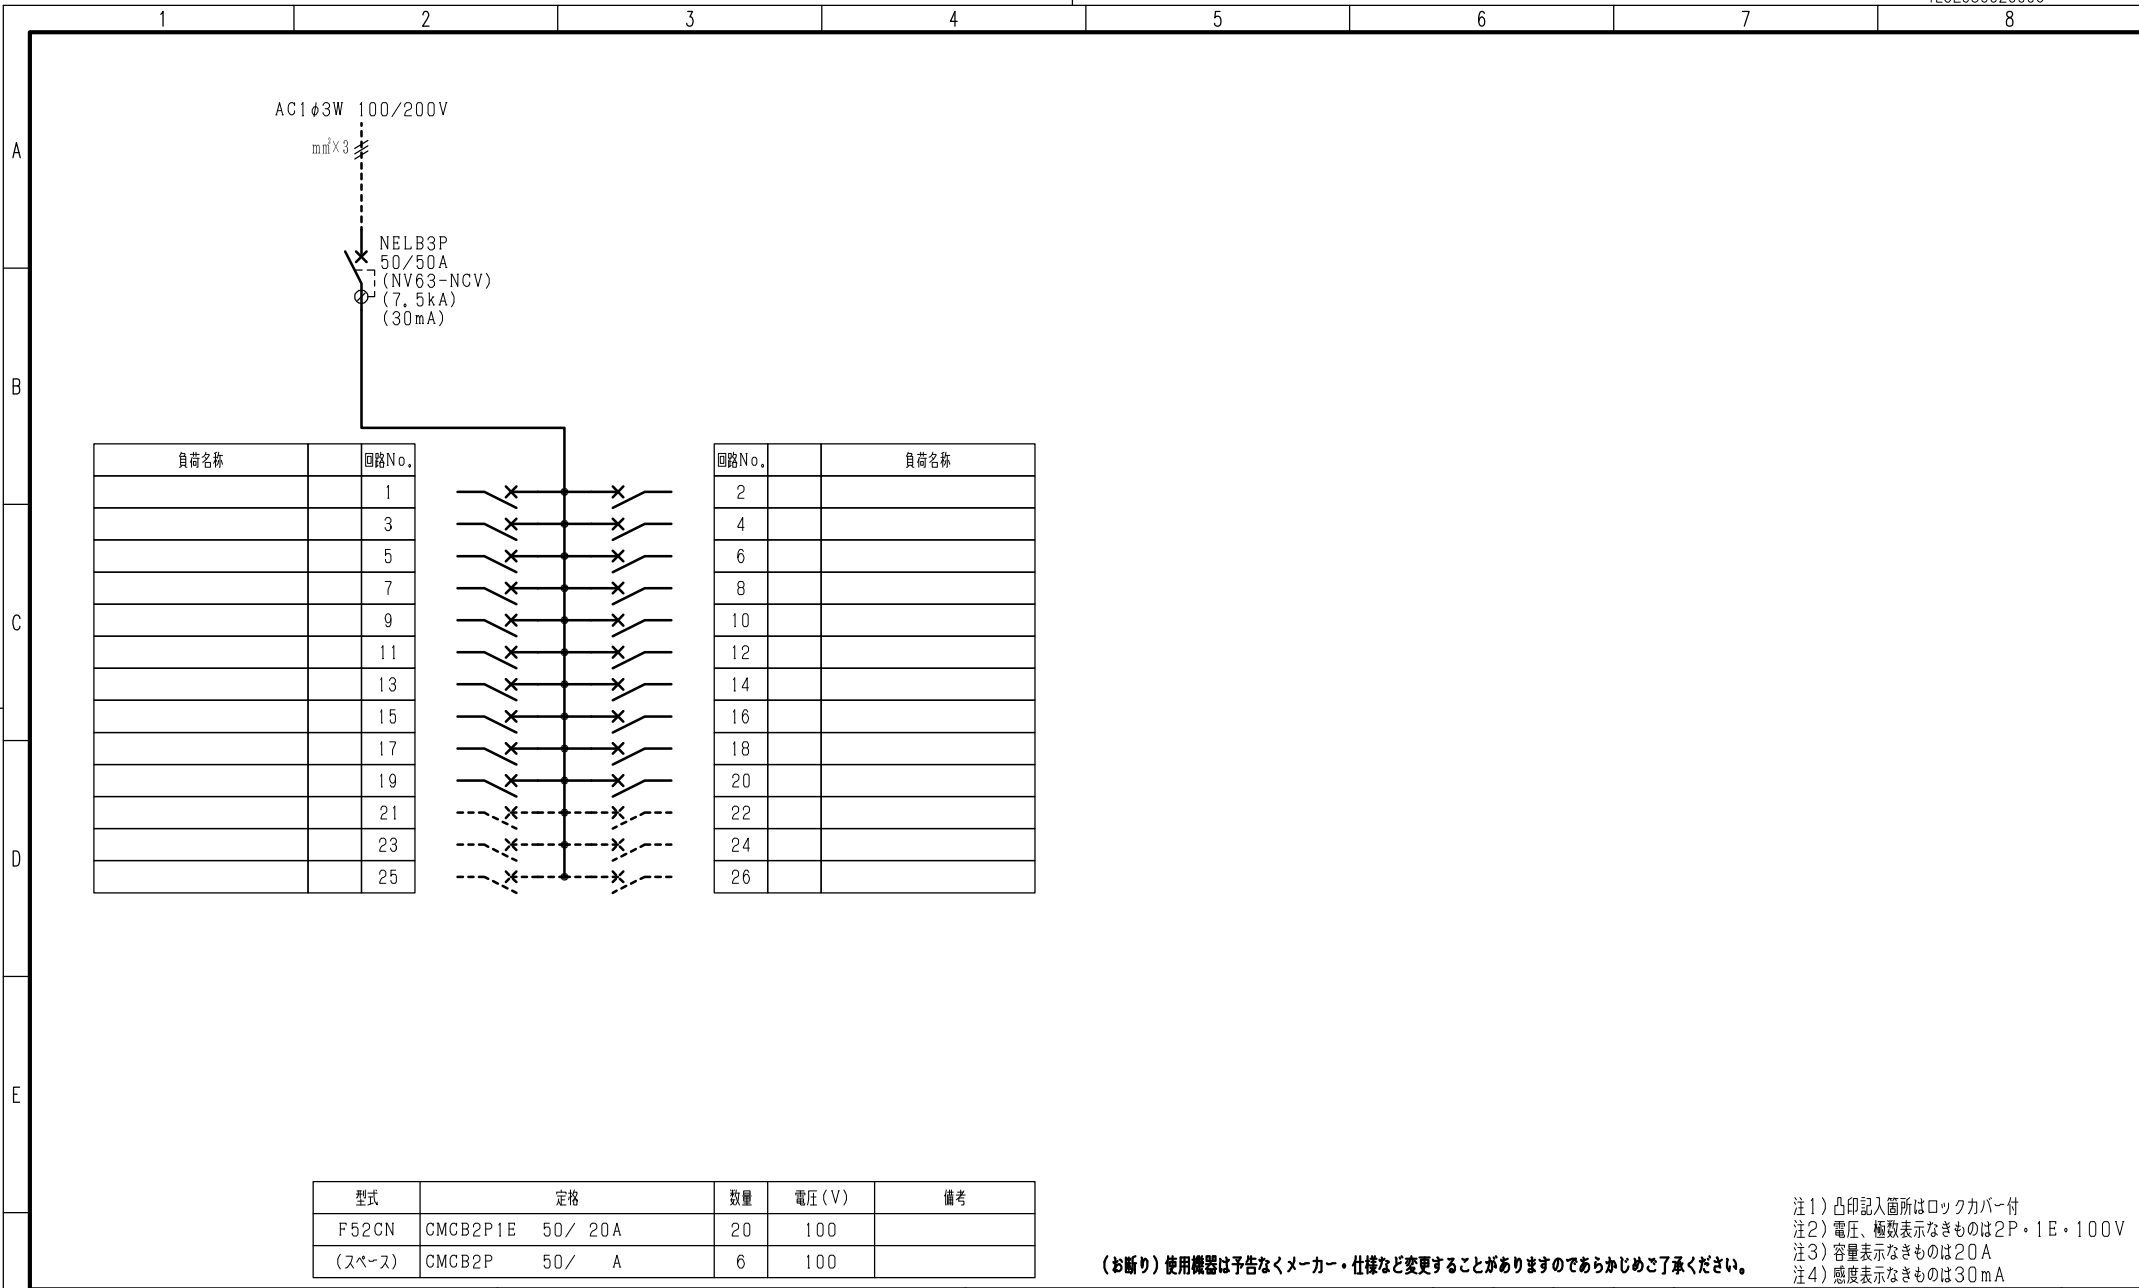 1 2 3 4 5 6 7 8
AC1φ3W 100/200V
A
mm²×3
NELB3P
50/50A
(NV63-NCV)
(7.5kA)
(30mA)
B
負荷名称 回路No. 回路No. 負荷名称
1 2
3 4
5 6
7 8
C
9 10
11 12
13 14
15 16
17 18
19 20
21 22
D
23 24
25 26
E
型式 定格 数量 電圧(V) 備考
F52CN CMCB2P1E 50/ 20A 20 100
(スペース) CMCB2P 50/ A 6 100
(お断り)使用機器は予告なくメーカー・仕様など変更することがありますのであらかじめご了承ください。
注1)凸印記入箇所はロックカバー付
注2)電圧、極数表示なきものは2P・1E・100V
注3)容量表示なきものは20A
注4)感度表示なきものは30mA